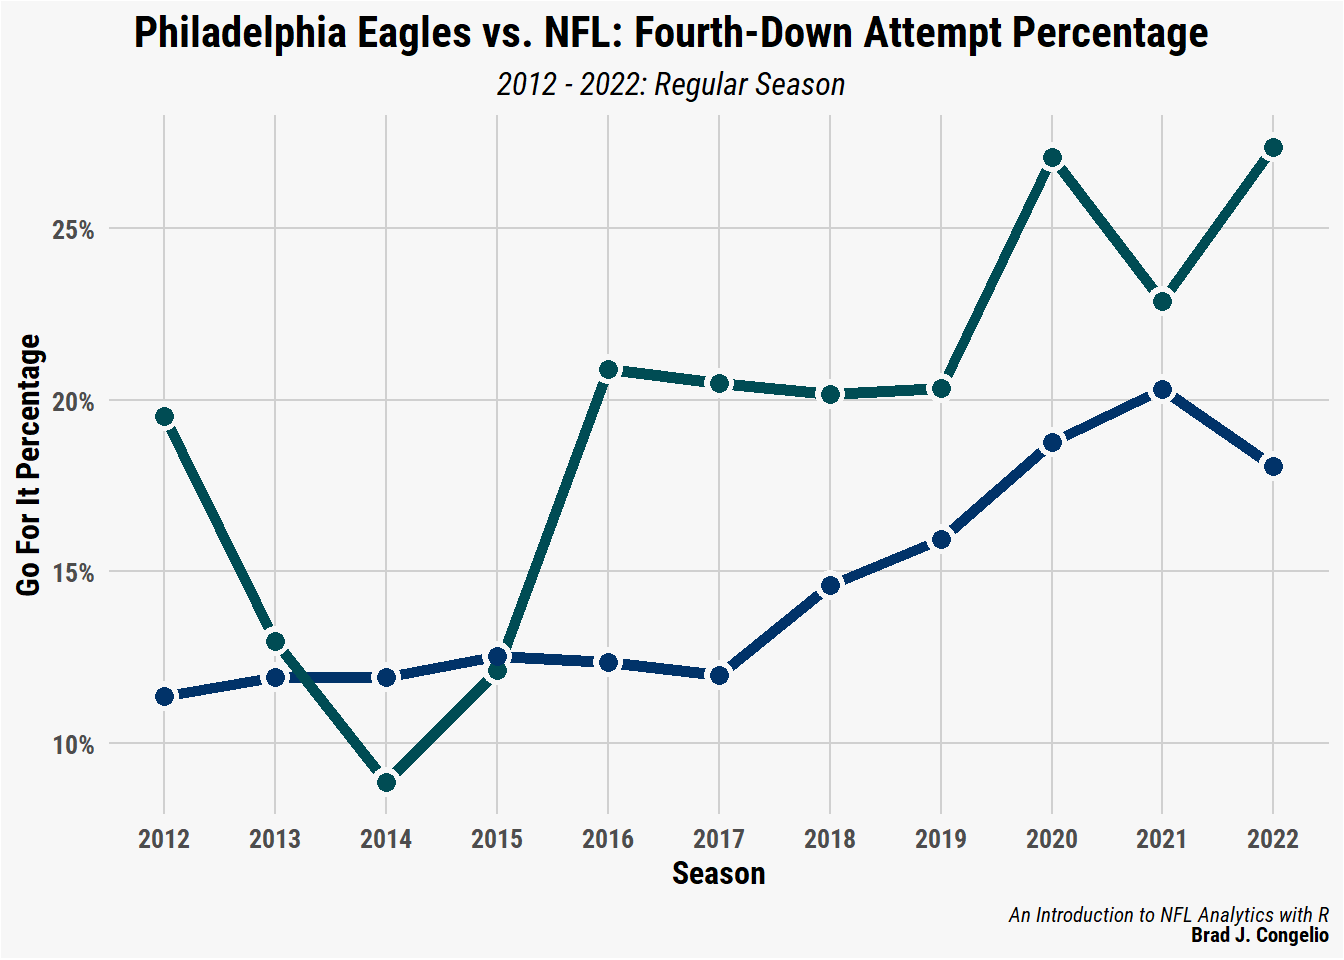 Philadelphia Eagles vs. NFL: Fourth-Down Attempt Percentage
2012 - 2022: Regular Season
Go For It Percentage
25%
20%
15%
10%
2012 2013 2014 2015 2016 2017 2018 2019 2020 2021 2022
Season
An Introduction to NFL Analytics with R
Brad J. Congelio